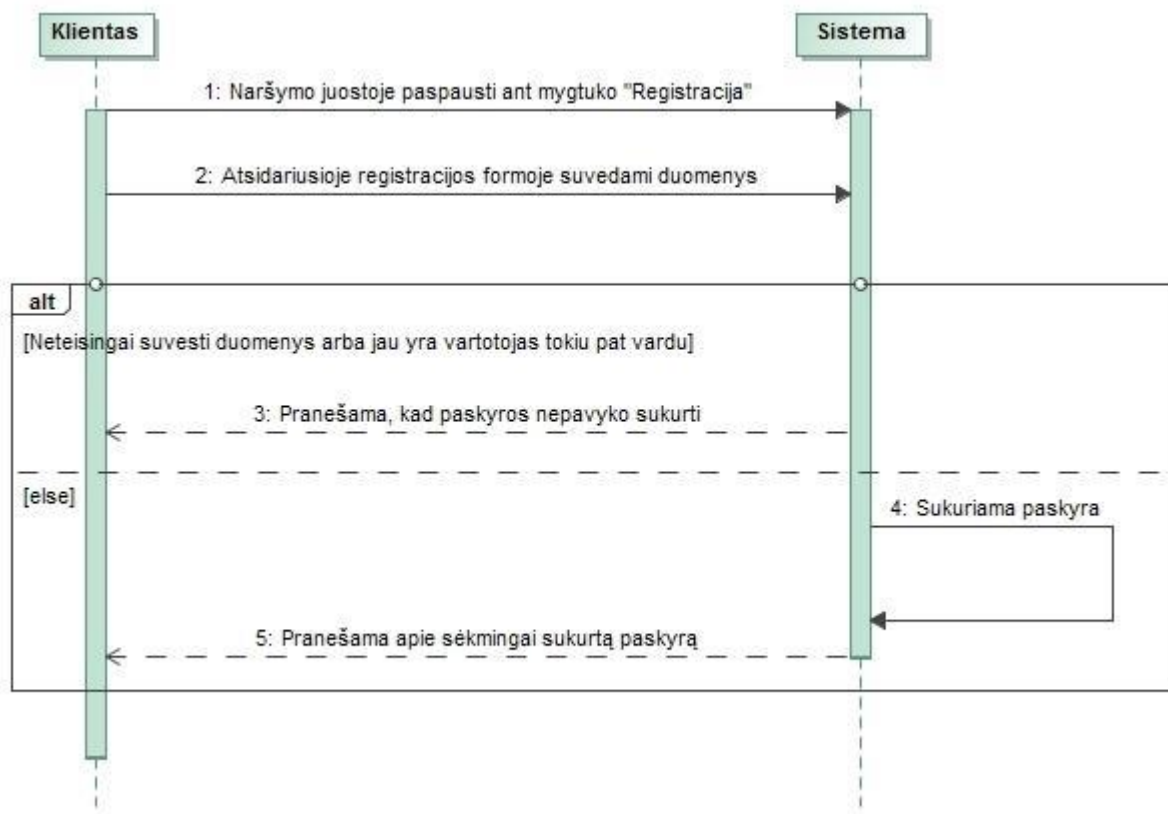 Klientas
Sistema
1: Naršymo juostoje paspausti ant mygtuko "Registracija"
2: Atsidariusioje registracijos formoje suvedami duomenys
alt
[Neteisingai suvesti duomenys arba jau yra vartotojas tokiu pat vardu]
3: Pranešama, kad paskyros nepavyko sukurti
[else]
4: Sukuriama paskyra
5: Pranešama apie sėkmingai sukurtą paskyrą